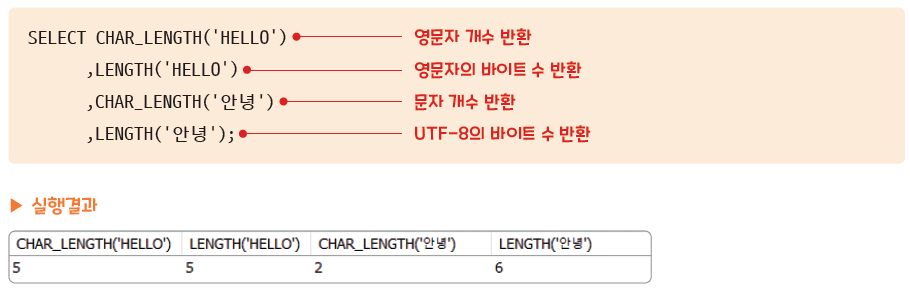 SELECT CHAR_LENGTH('HELLO') 영문자 개수 반환
,LENGTH('HELLO') 영문자의 바이트 수 반환
,CHAR_LENGTH('안녕') 문자 개수 반환
,LENGTH('안녕'); UTF-8의 바이트 수 반환
▶ 실행결과
CHAR_LENGTH('HELLO') LENGTH('HELLO') CHAR_LENGTH('안녕') LENGTH('안녕')
5 5 2 6